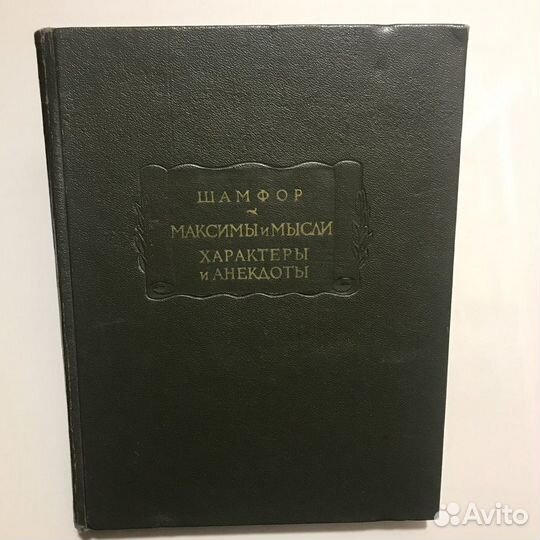 ШАМФОР
~
МАКСИМЫ и МЫСЛИ
ХАРАКТЕРЫ
и АНЕКДОТЫ
Avito